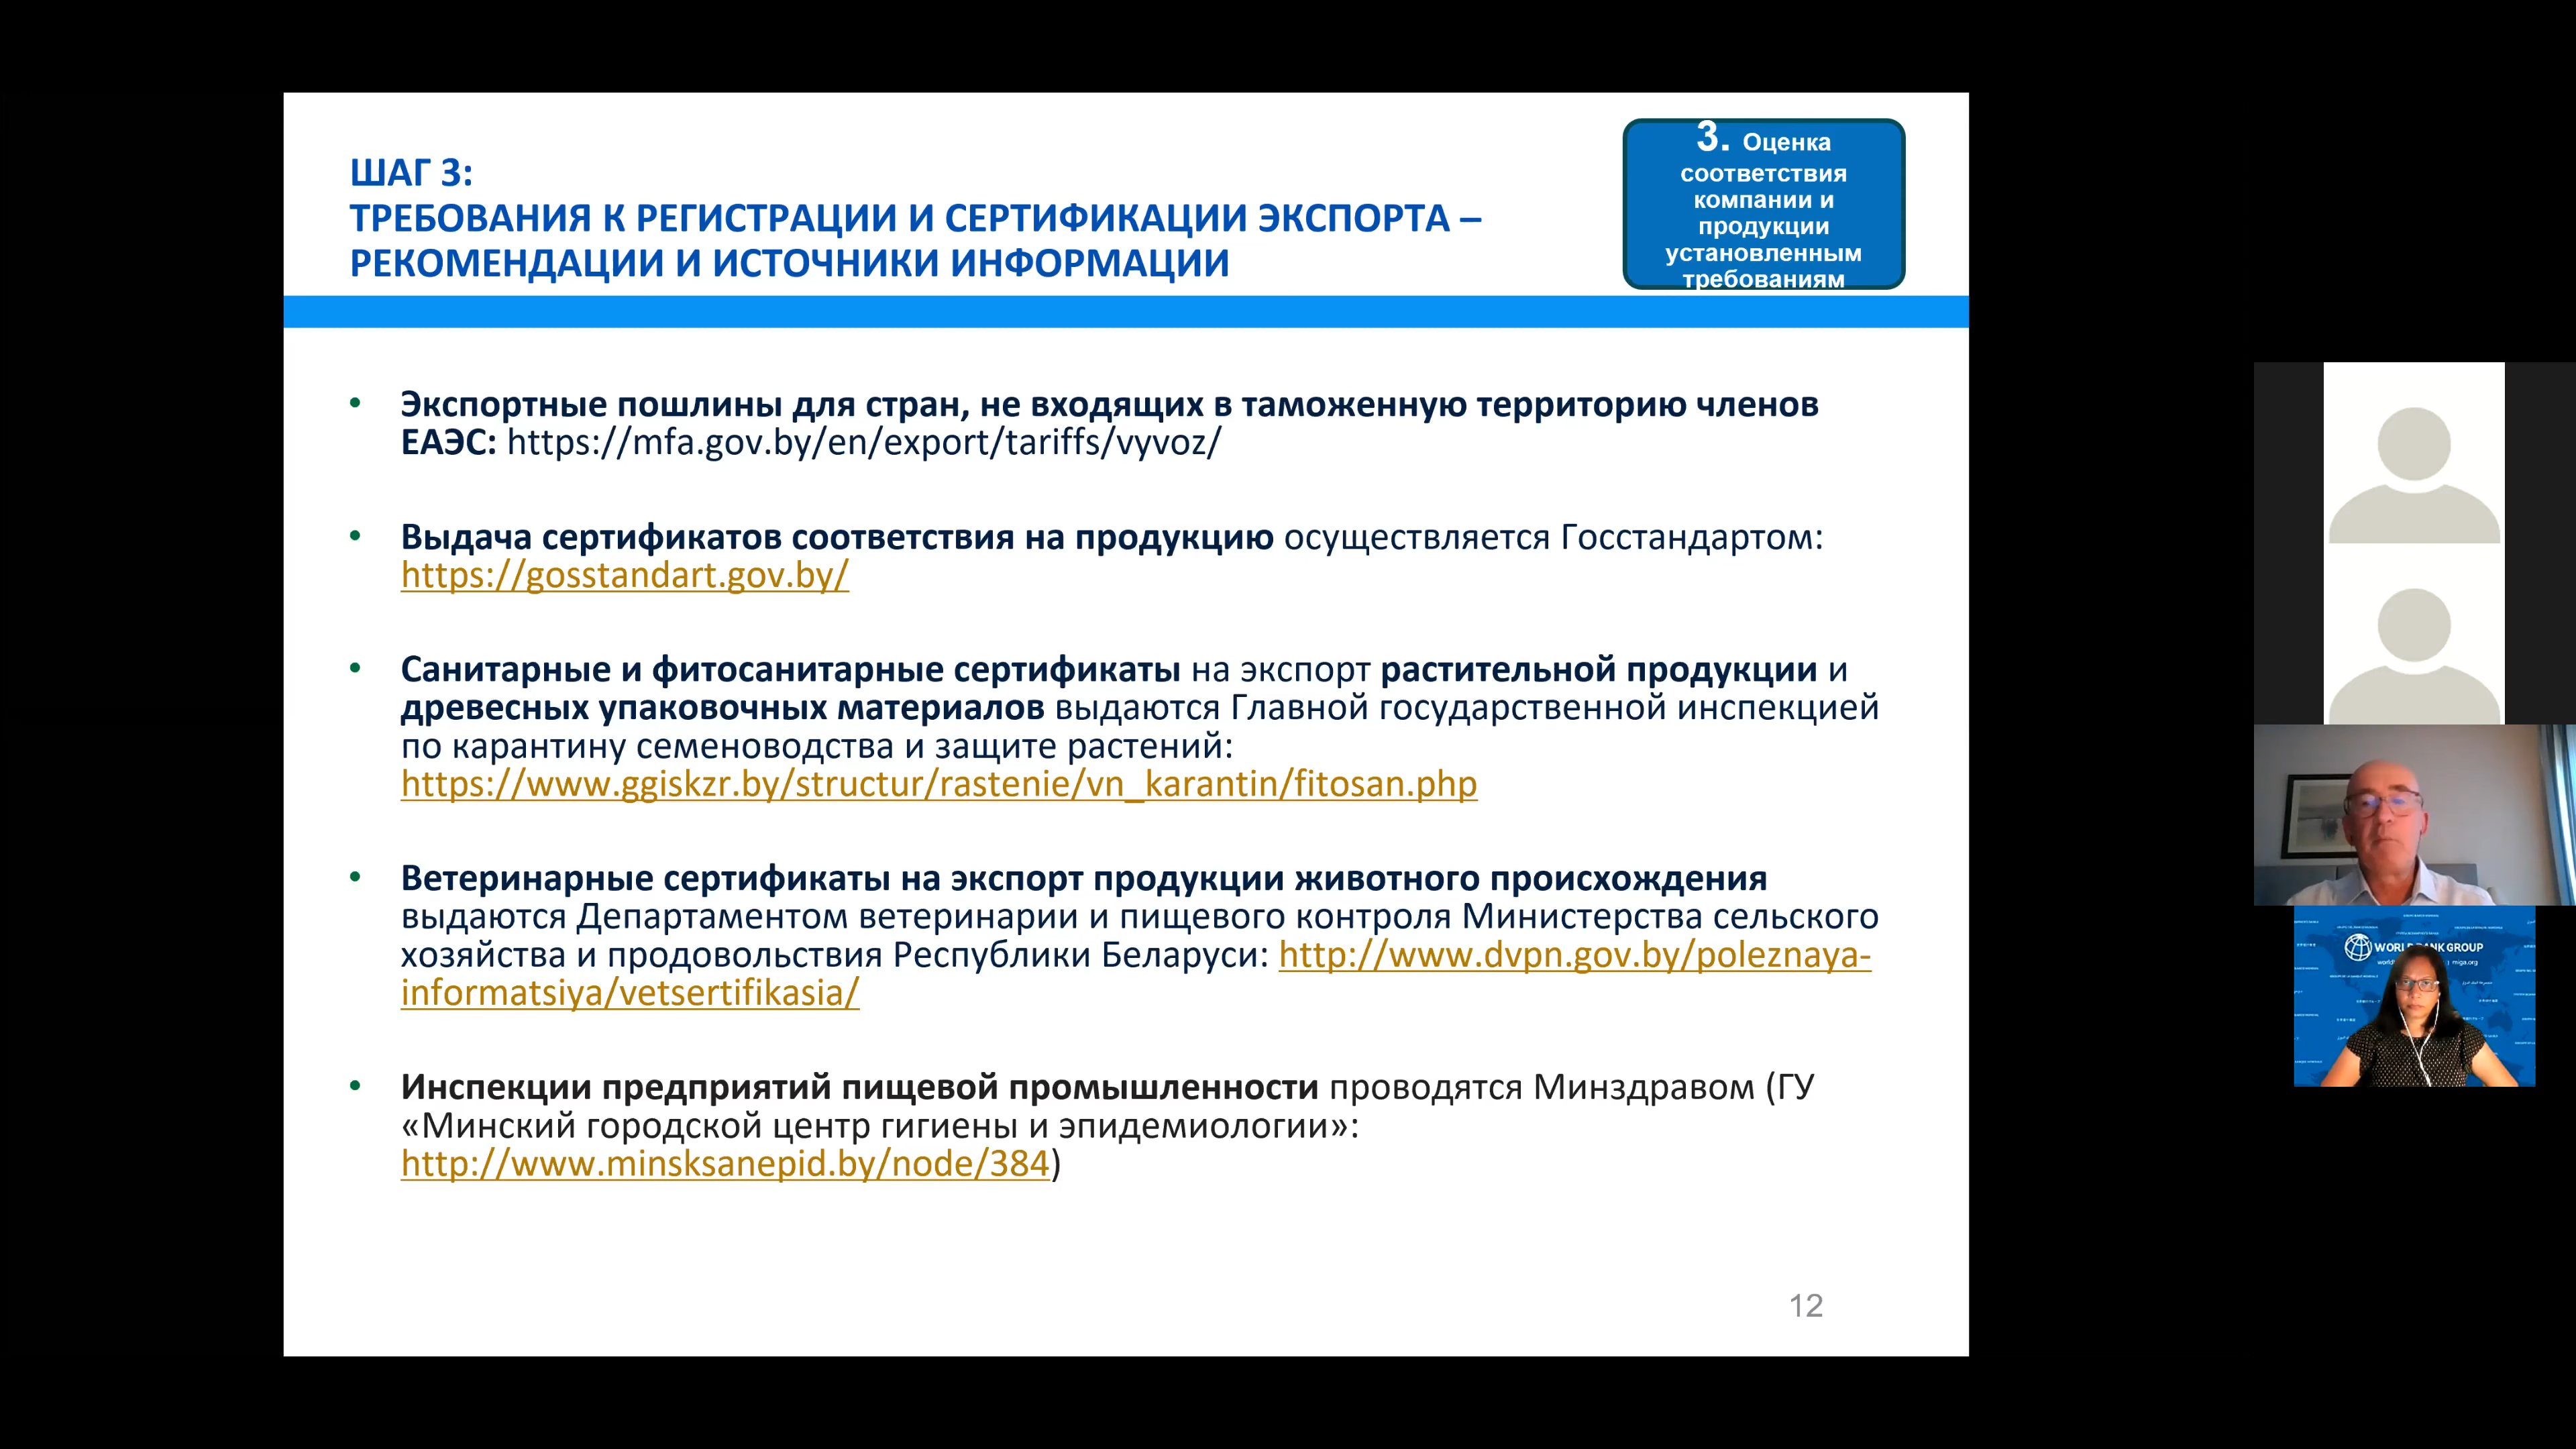 ШАГ 3:
ТРЕБОВАНИЯ К РЕГИСТРАЦИИ И СЕРТИФИКАЦИИ ЭКСПОРТА –
РЕКОМЕНДАЦИИ И ИСТОЧНИКИ ИНФОРМАЦИИ
3. Оценка
соответствия
компании и
продукции
установленным
требованиям
• Экспортные пошлины для стран, не входящих в таможенную территорию членов
ЕАЭС: https://mfa.gov.by/en/export/tariffs/vyvoz/
• Выдача сертификатов соответствия на продукцию осуществляется Госстандартом:
https://gosstandart.gov.by/
• Санитарные и фитосанитарные сертификаты на экспорт растительной продукции и
древесных упаковочных материалов выдаются Главной государственной инспекцией
по карантину семеноводства и защите растений:
https://www.ggiskzr.by/structur/rastenie/vn_karantin/fitosan.php
• Ветеринарные сертификаты на экспорт продукции животного происхождения
выдаются Департаментом ветеринарии и пищевого контроля Министерства сельского
хозяйства и продовольствия Республики Беларуси: http://www.dvpn.gov.by/poleznaya-
informatsiya/vetsertifikasia/
• Инспекции предприятий пищевой промышленности проводятся Минздравом (ГУ
«Минский городской центр гигиены и эпидемиологии»:
http://www.minsksanepid.by/node/384)
12
GROUP
miga.org